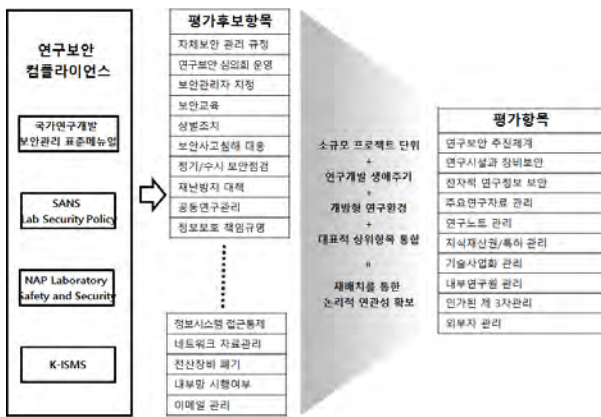 연구보안
컴플라이언스
국가연구개발
보안관리 표준메뉴얼
SANS
Lab Security Policy
NAP Laboratory
Safety and Security
K-ISMS
평가후보항목
자체보안 관리 규정
연구보안 심의회 운영
보안관리자 지정
보안교육
상벌조치
보안사고침해 대응
정기/수시 보안점검
재난방지 대책
공동연구관리
정보보호 책임규명
정보시스템 접근통제
네트워크 자료관리
전산장비 폐기
내부망 시행여부
이메일 관리
소규모 프로젝트 단위
+
연구개발 생애주기
+
개방형 연구환경
+
대표적 상위항목 통합
=
재배치를 통한
논리적 연관성 확보
평가항목
연구보안 추진체계
연구시설과 장비보안
전자적 연구정보 보안
주요연구자료 관리
연구노트 관리
지식재산권/특허 관리
기술사업화 관리
내부연구원 관리
인가된 제 3자관리
외부자 관리